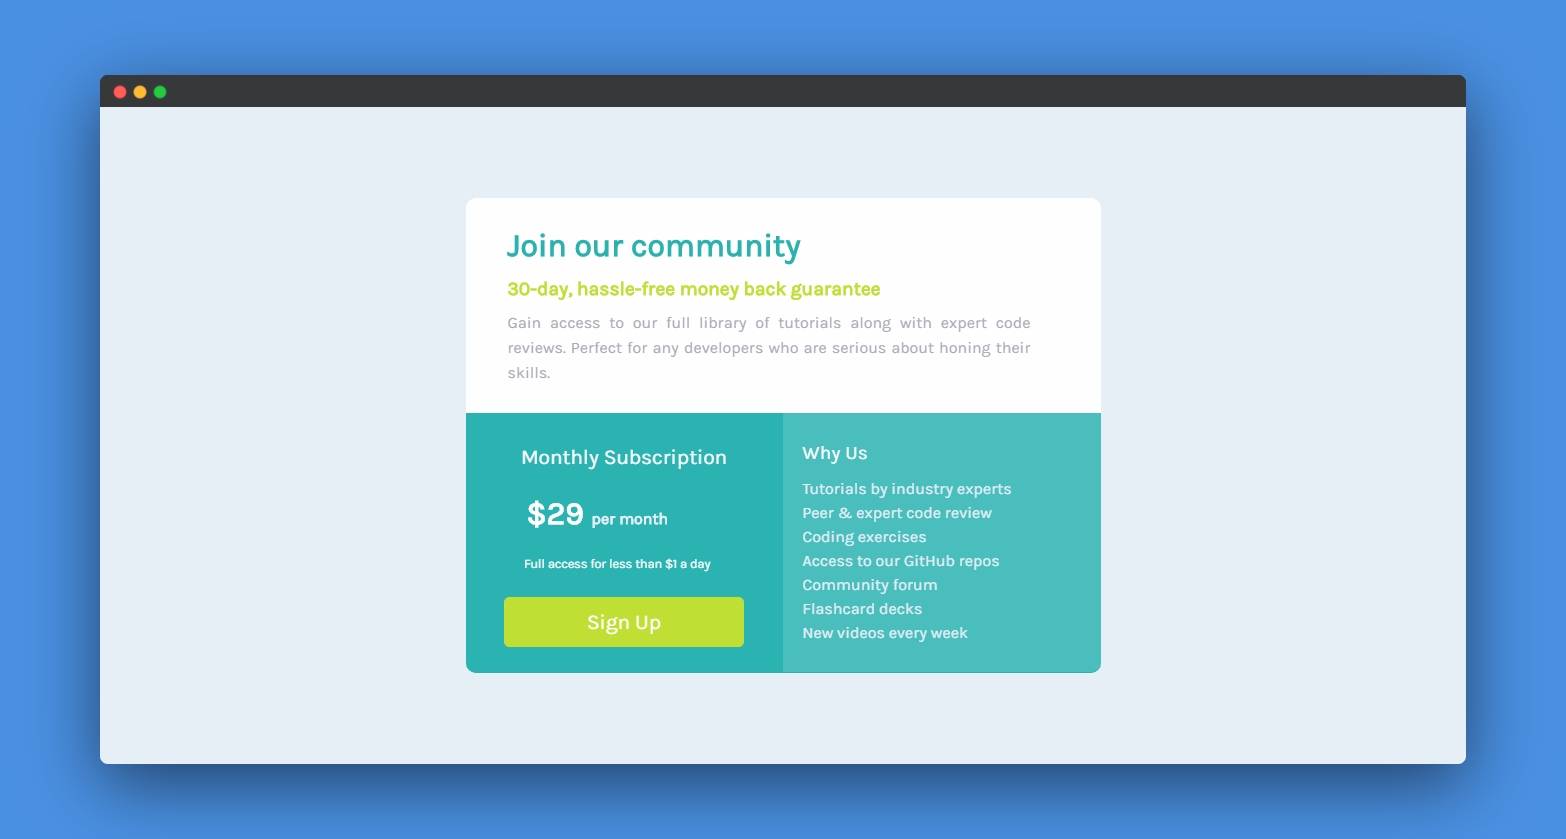 Join our community
30-day, hassle-free money back guarantee
Gain access to our full library of tutorials along with expert code
reviews. Perfect for any developers who are serious about honing their
skills.
Monthly Subscription
$29 per month
Full access for less than $1 a day
Sign Up
Why Us
Tutorials by industry experts
Peer & expert code review
Coding exercises
Access to our GitHub repos
Community forum
Flashcard decks
New videos every week